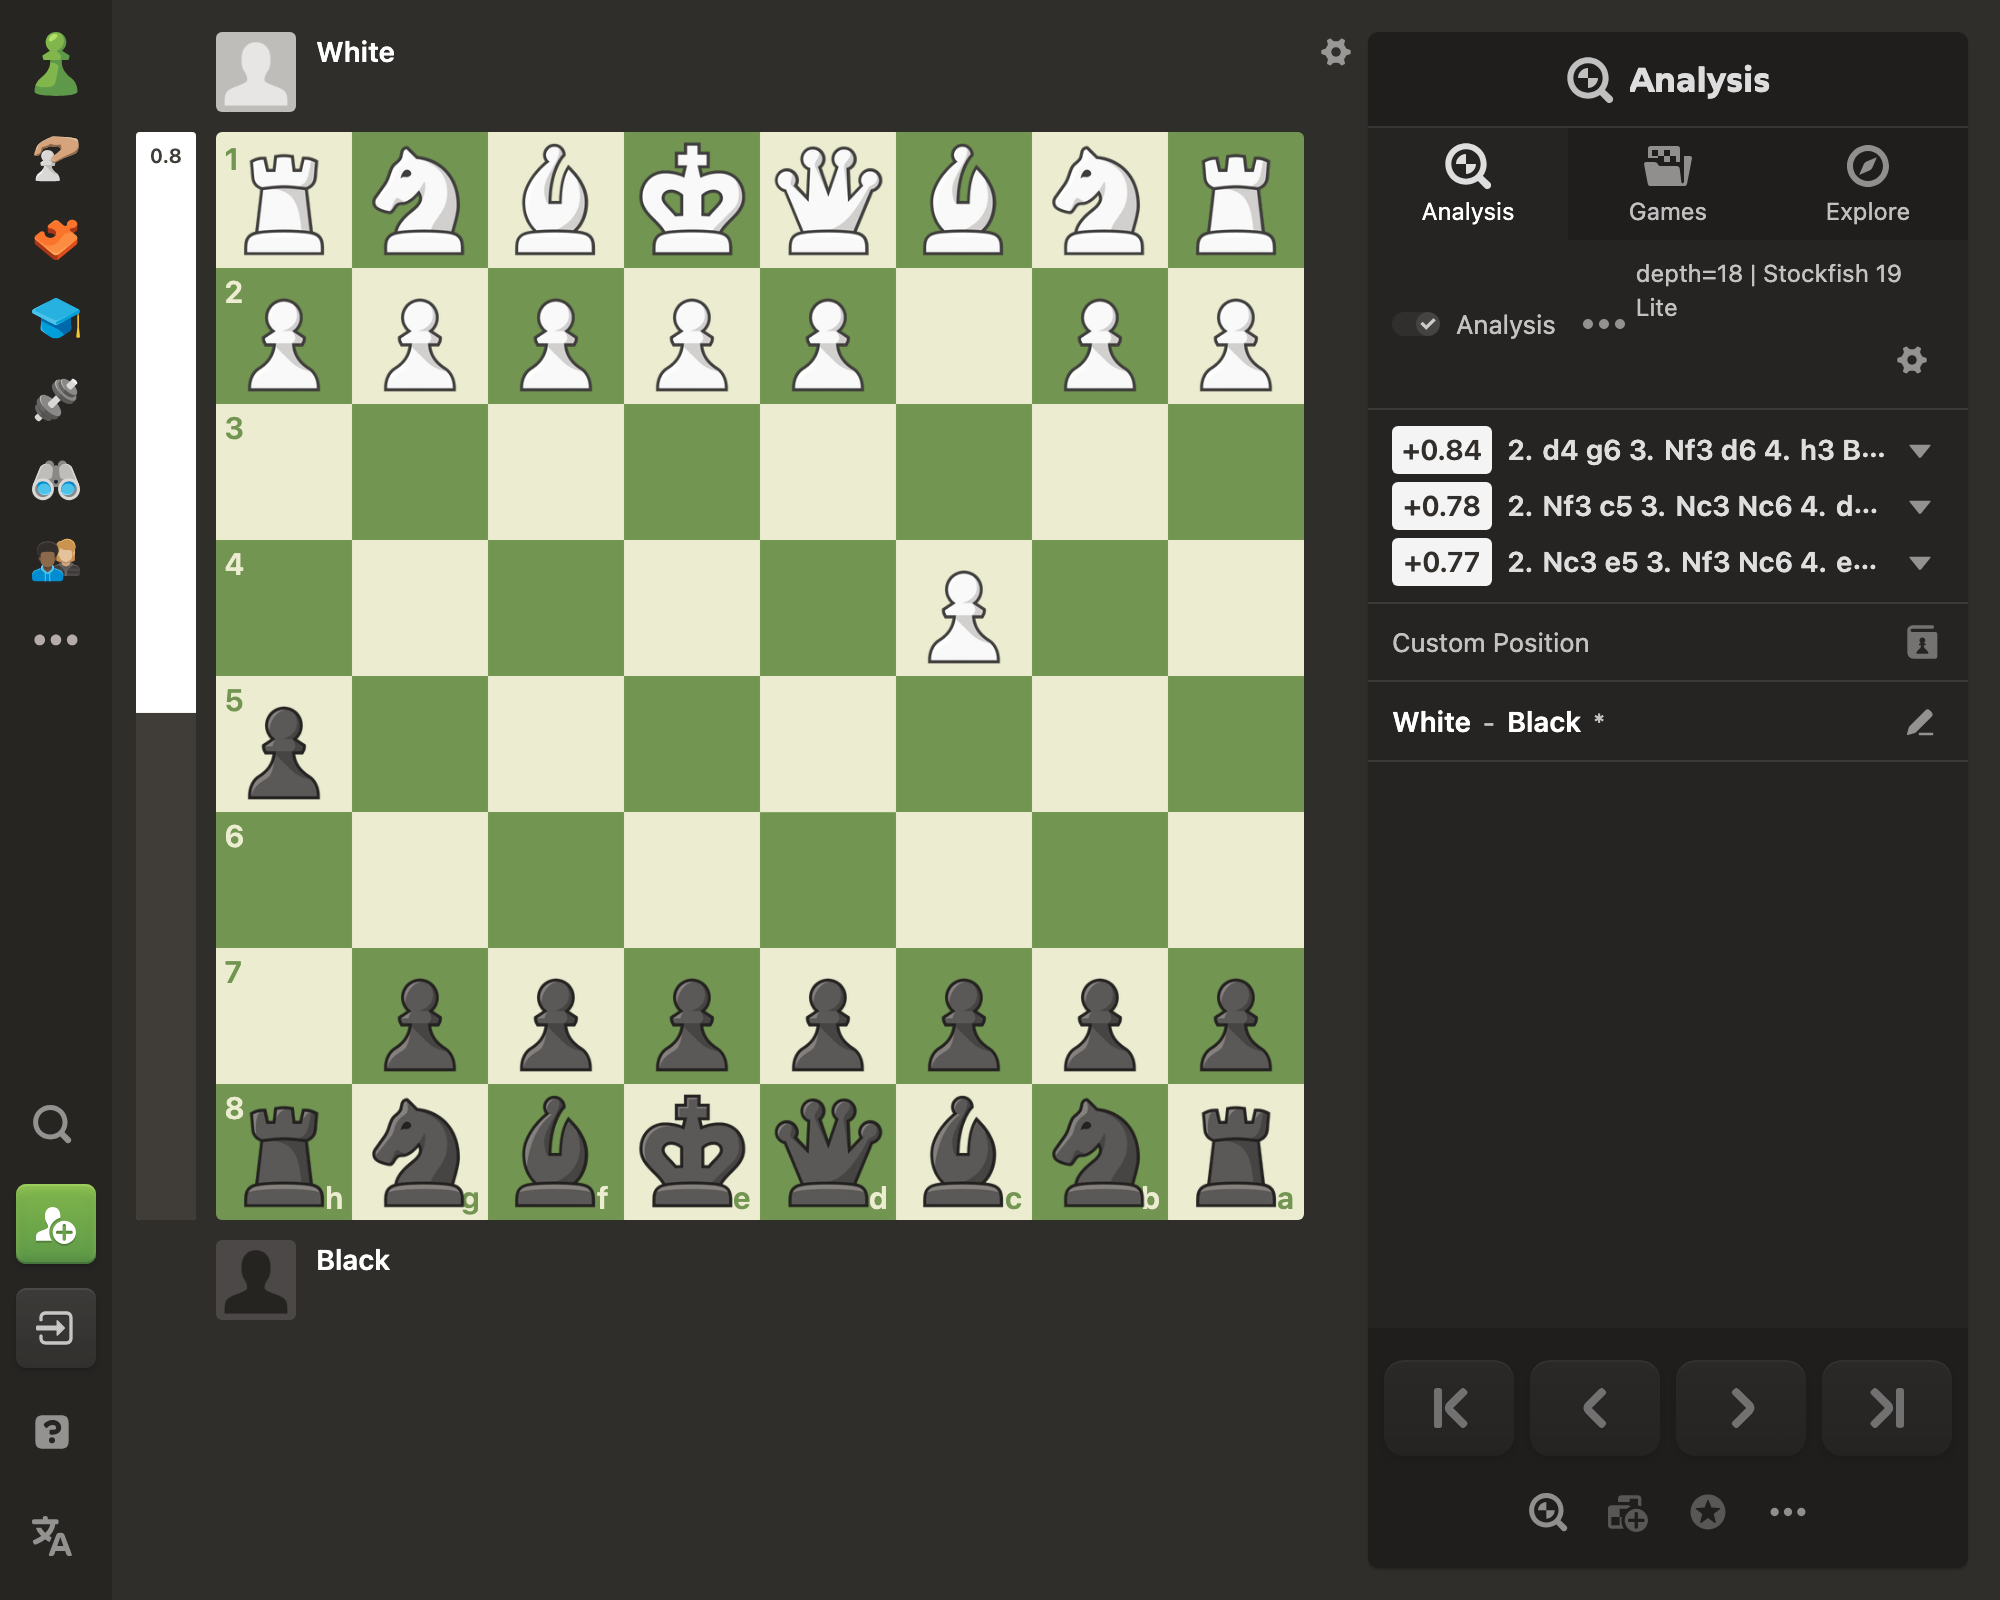 White
0.8
1
2
3
4
5
6
7
8
h g f e d c b a
Black
Analysis
Analysis Games Explore
depth=18 | Stockfish 19
Lite
Analysis
+0.84 2. d4 g6 3. Nf3 d6 4. h3 B...
+0.78 2. Nf3 c5 3. Nc3 Nc6 4. d...
+0.77 2. Nc3 e5 3. Nf3 Nc6 4. e...
Custom Position
White - Black *